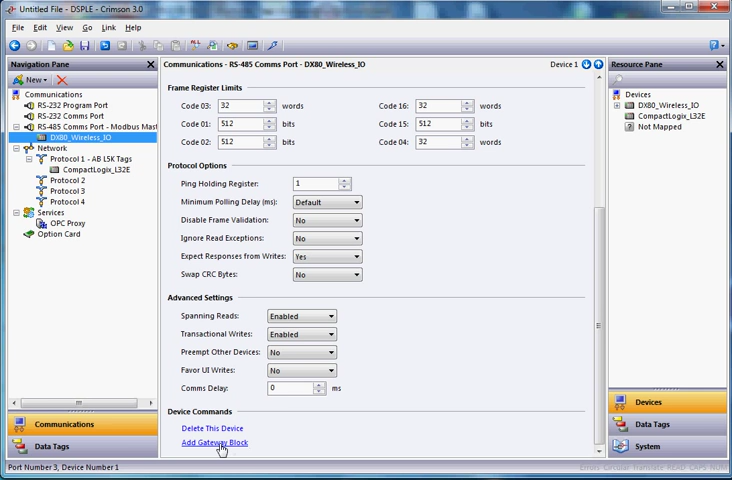 Untitled File - DSPLE - Crimson 3.0
File Edit View Go Link Help
Navigation Pane
New
Communications
RS-232 Program Port
RS-232 Comms Port
RS-485 Comms Port - Modbus Mast
DX80_Wireless_IO
Network
Protocol 1 - AB L5K Tags
CompactLogix_L32E
Protocol 2
Protocol 3
Protocol 4
Services
OPC Proxy
Option Card
Communications
Data Tags
Communications - RS-485 Comms Port - DX80_Wireless_IO Device 1
Frame Register Limits
Code 03: 32 words Code 16: 32 words
Code 01: 512 bits Code 15: 512 bits
Code 02: 512 bits Code 04: 32 words
Protocol Options
Ping Holding Register: 1
Minimum Polling Delay (ms): Default
Disable Frame Validation: No
Ignore Read Exceptions: No
Expect Responses from Writes: Yes
Swap CRC Bytes: No
Advanced Settings
Spanning Reads: Enabled
Transactional Writes: Enabled
Preempt Other Devices: No
Favor UI Writes: No
Comms Delay: 0 ms
Device Commands
Delete This Device
Add Gateway Block
Resource Pane
Devices
DX80_Wireless_IO
CompactLogix_L32E
Not Mapped
Devices
Data Tags
System
Port Number 3, Device Number 1
Errors Circular Translate READ CAPS NUM